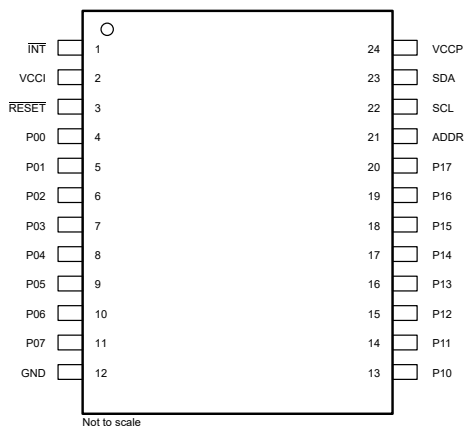 I̅N̅T̅ 1 24 VCCP
VCCI 2 23 SDA
R̅E̅S̅E̅T̅ 3 22 SCL
P00 4 21 ADDR
P01 5 20 P17
P02 6 19 P16
P03 7 18 P15
P04 8 17 P14
P05 9 16 P13
P06 10 15 P12
P07 11 14 P11
GND 12 13 P10
Not to scale